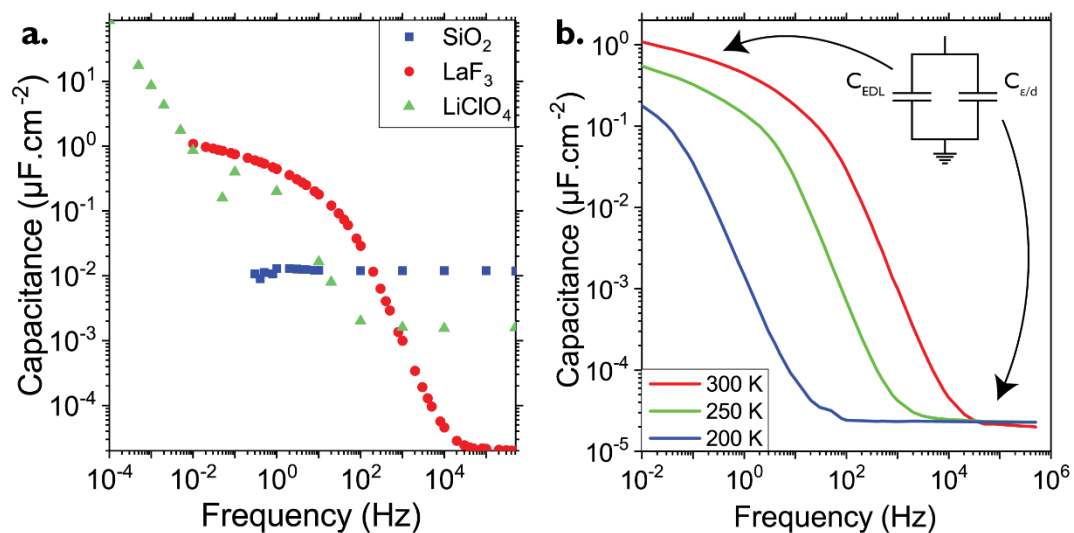 a.
Capacitance (µF.cm⁻²)
10¹
10⁰
10⁻¹
10⁻²
10⁻³
10⁻⁴
SiO₂
LaF₃
LiClO₄
10⁻⁴ 10⁻² 10⁰ 10² 10⁴
Frequency (Hz)
b.
Capacitance (µF.cm⁻²)
10⁰
10⁻¹
10⁻²
10⁻³
10⁻⁴
10⁻⁵
C_EDL C_ε/d
300 K
250 K
200 K
10⁻² 10⁰ 10² 10⁴ 10⁶
Frequency (Hz)